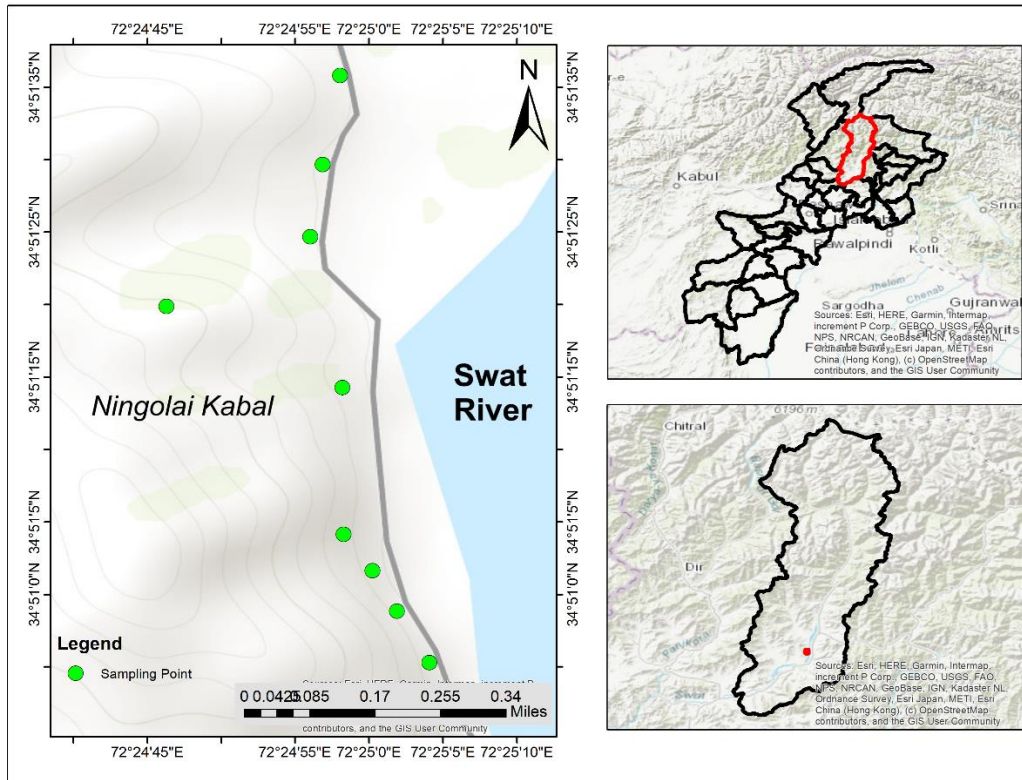 72°24'45"E 72°24'55"E 72°25'0"E 72°25'5"E 72°25'10"E
34°51'35"N
34°51'25"N
34°51'15"N
34°51'5"N
34°51'0"N
N
Swat
River
Ningolai Kabal
Legend
Sampling Point
0 0.0425 0.085 0.17 0.255 0.34
Miles
contributors, and the GIS User Community
72°24'45"E 72°24'55"E 72°25'0"E 72°25'5"E 72°25'10"E
34°51'35"N
34°51'25"N
34°51'15"N
34°51'5"N
34°51'0"N
Kabul
Rawalpindi
Kotli
Jhelom
Chenab
Sargodha
Gujranwal
Sources: Esri, HERE, Garmin, Intermap,
increment P Corp., GEBCO, USGS, FAO,
NPS, NRCAN, GeoBase, IGN, Kadaster NL,
Ordnance Survey, Esri Japan, METI, Esri
China (Hong Kong), (c) OpenStreetMap
contributors, and the GIS User Community
6196 m
Chitral
Dir
Panjkora
Swat
Sources: Esri, HERE, Garmin, Intermap,
increment P Corp., GEBCO, USGS, FAO,
NPS, NRCAN, GeoBase, IGN, Kadaster NL,
Ordnance Survey, Esri Japan, METI, Esri
China (Hong Kong), (c) OpenStreetMap
contributors, and the GIS User Community